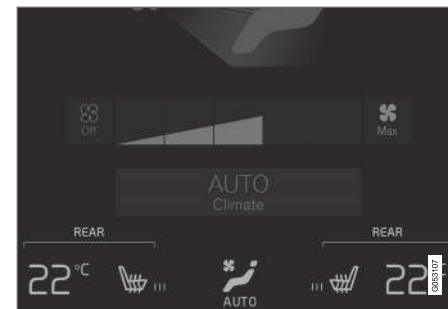 Off
Max
AUTO
Climate
REAR REAR
22°C 22
AUTO
G053107